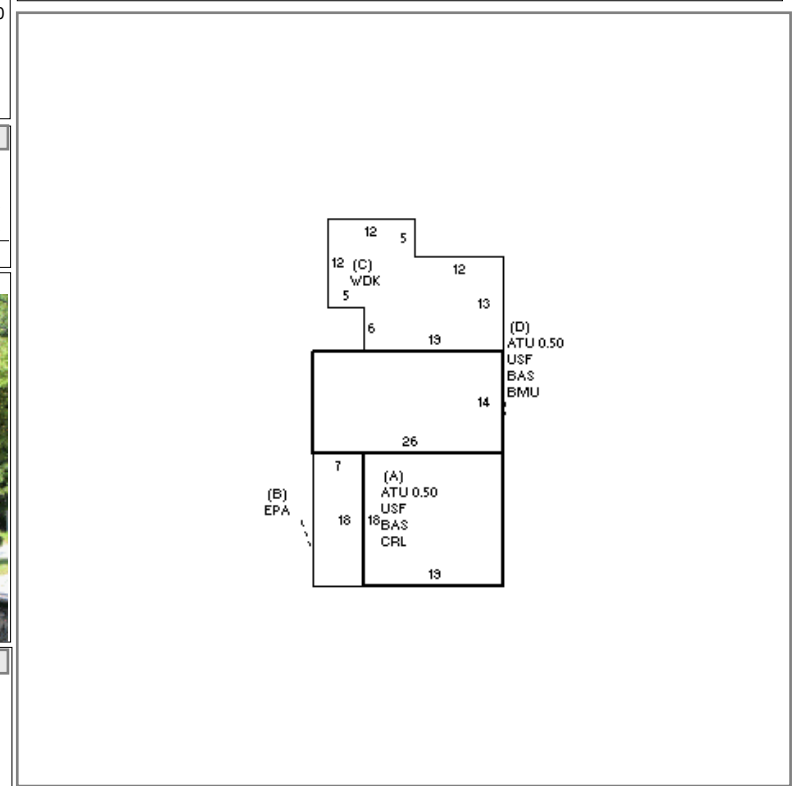 12
5
12
(C)
WDK
12
5
13
6
19
(D)
ATU 0.50
USF
BAS
BMU
14
26
7
(A)
ATU 0.50
USF
BAS
CRL
(B)
EPA
18
18
19